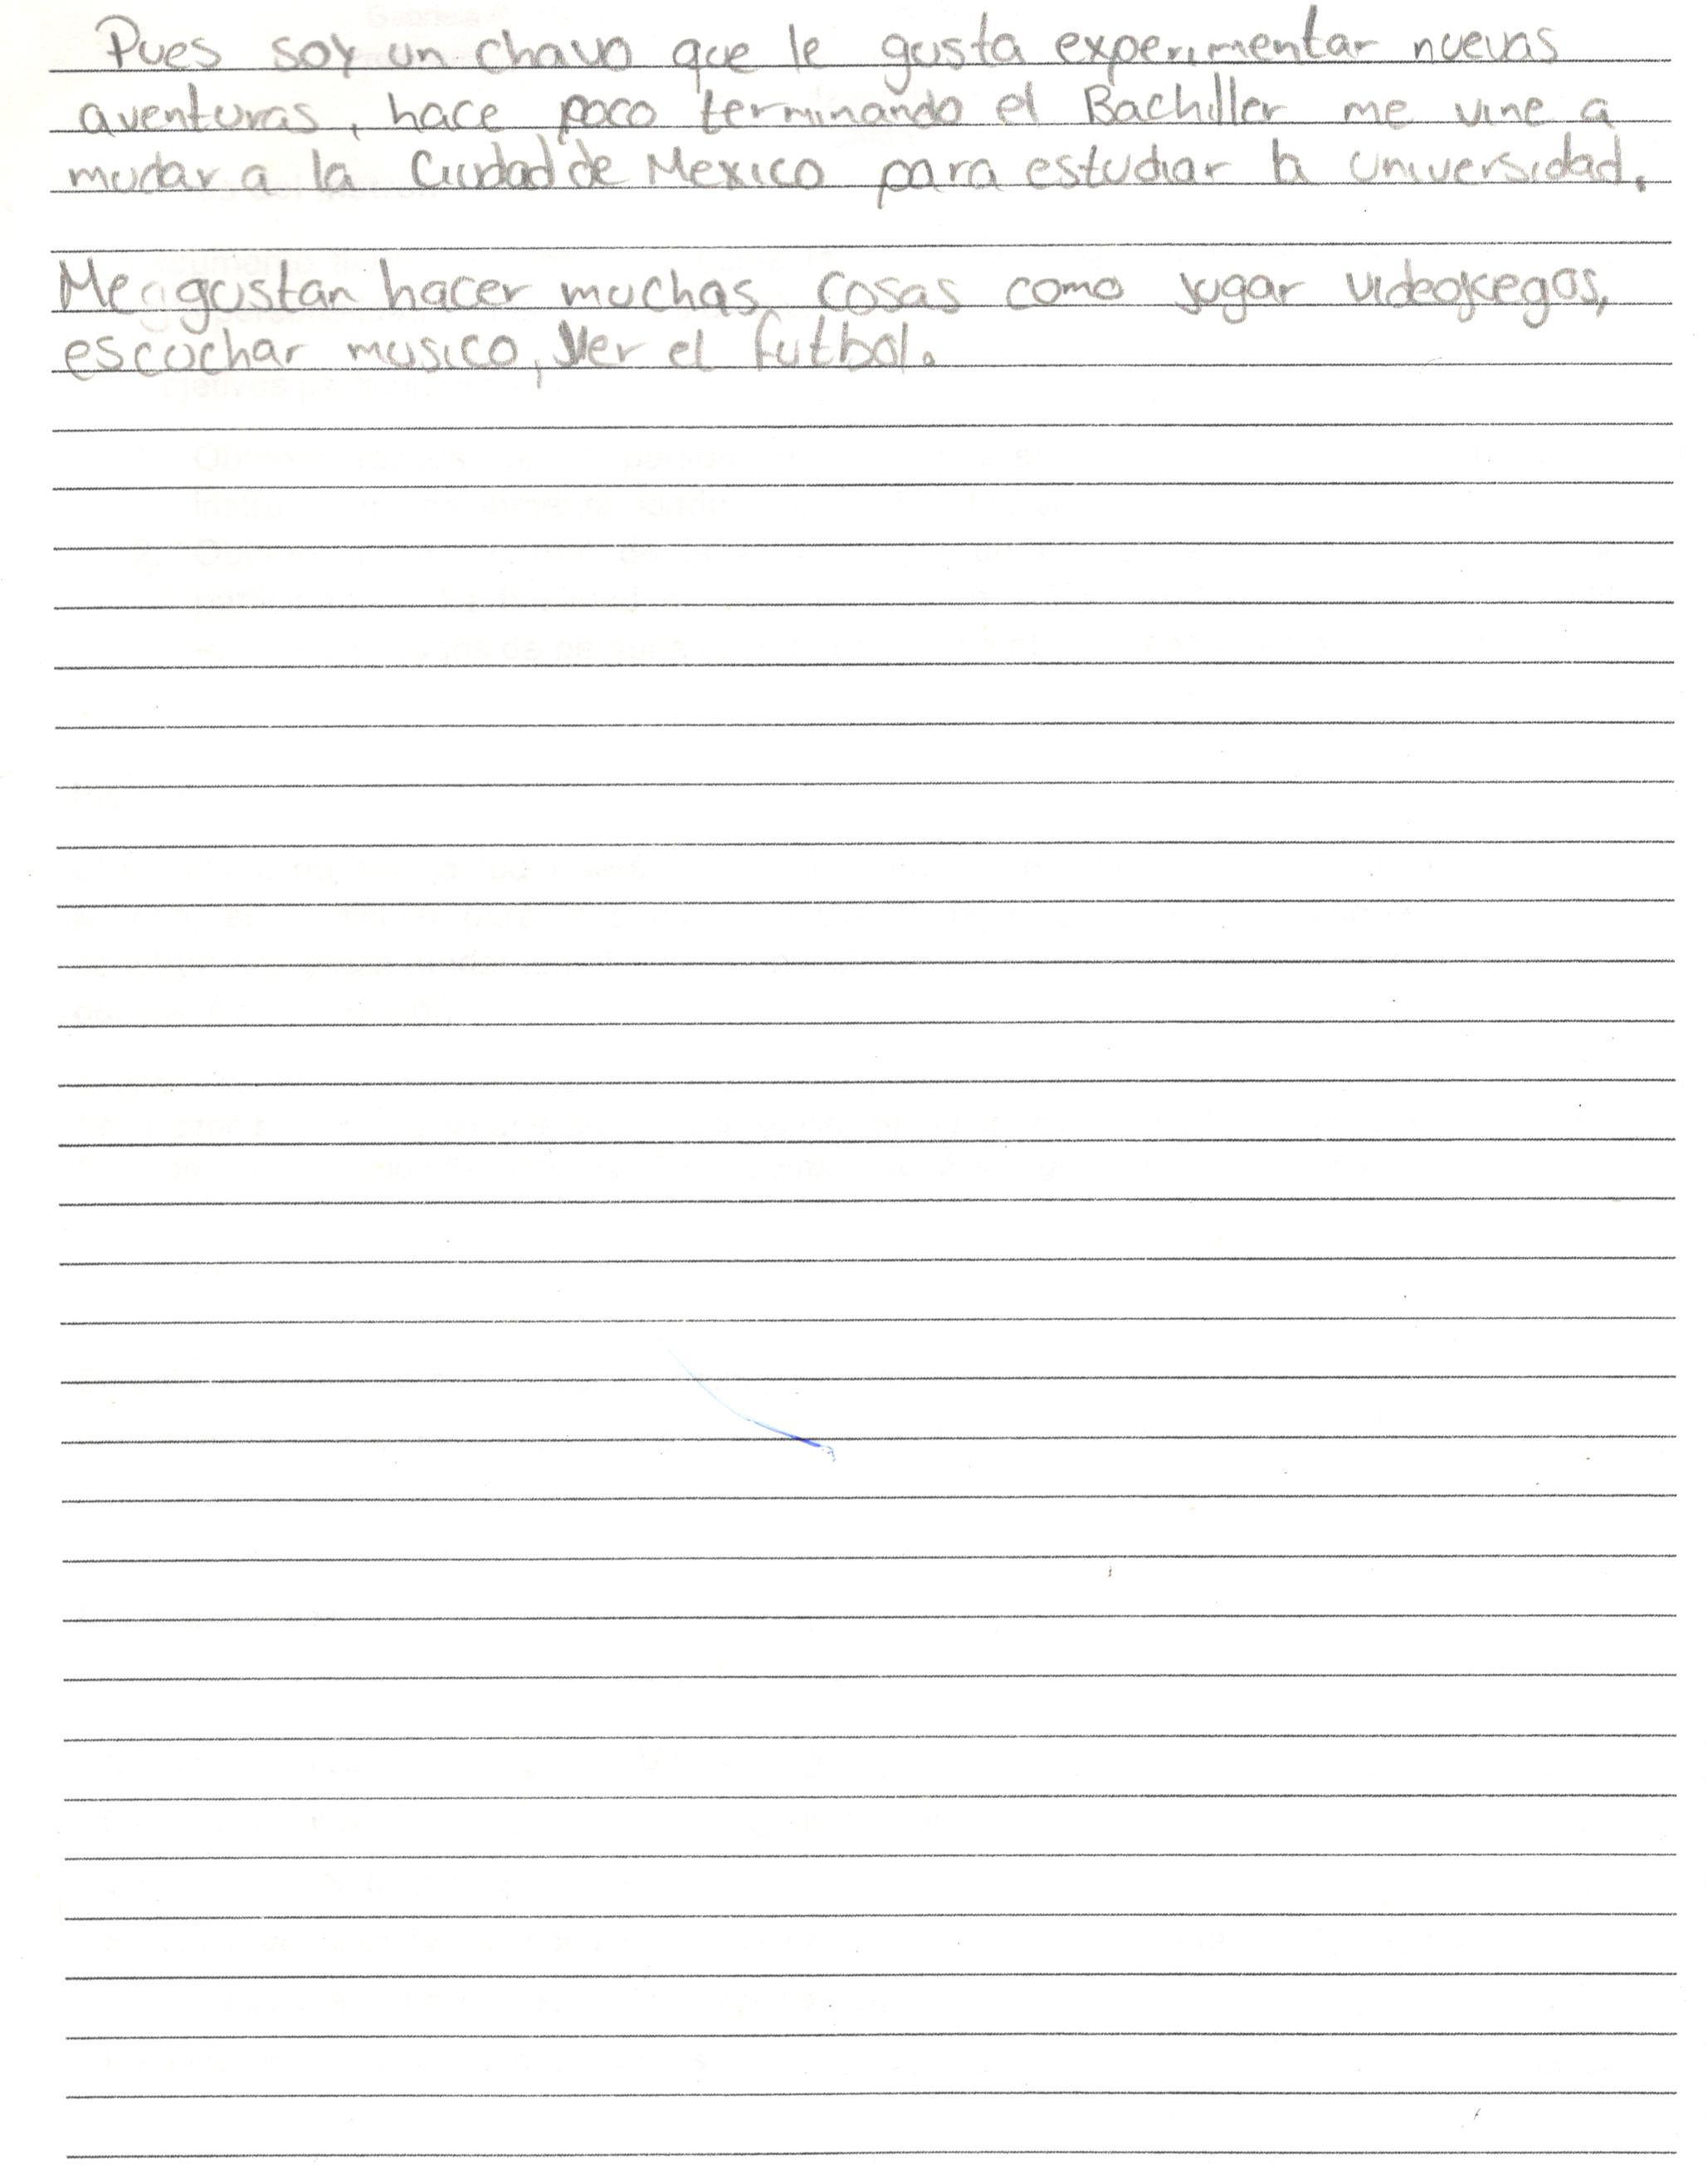 Pues soy un chavo que le gusta experimentar nuevas
aventuras, hace poco terminando el Bachiller me vine a
mudar a la Ciudad de Mexico para estudiar la universidad.
Me gustan hacer muchas cosas como jugar videojuegos,
escuchar musica, Ver el futbol.